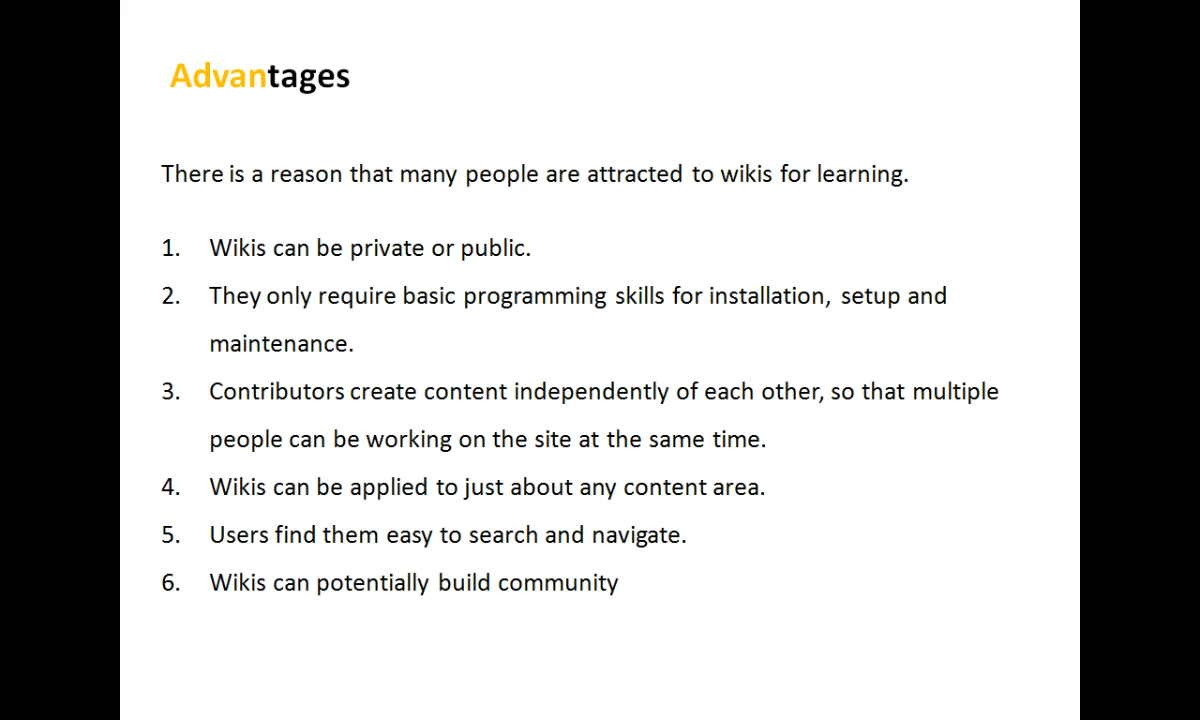 Advantages
There is a reason that many people are attracted to wikis for learning.
1. Wikis can be private or public.
2. They only require basic programming skills for installation, setup and
maintenance.
3. Contributors create content independently of each other, so that multiple
people can be working on the site at the same time.
4. Wikis can be applied to just about any content area.
5. Users find them easy to search and navigate.
6. Wikis can potentially build community